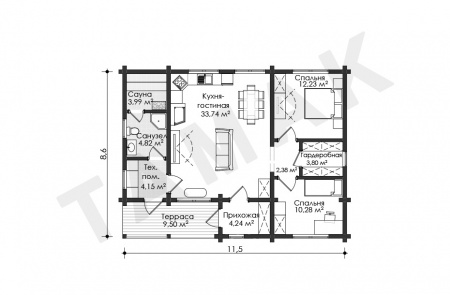 Сауна
3.99 м²
Кухня-
гостиная
33.74 м²
Спальня
12.23 м²
Санузел
4.82 м²
Гардеробная
3.80 м²
Тех.
пом.
4.15 м²
2.38 м²
Спальня
10.28 м²
Терраса
9.50 м²
Прихожая
4.24 м²
8,6
11,5
ТАМАК